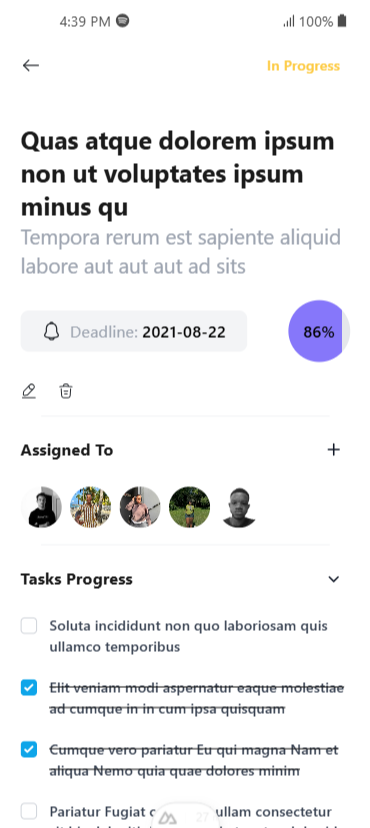 4:39 PM
100%
In Progress
Quas atque dolorem ipsum
non ut voluptates ipsum
minus qu
Tempora rerum est sapiente aliquid
labore aut aut aut ad sits
Deadline: 2021-08-22
86%
Assigned To
Tasks Progress
Soluta incididunt non quo laboriosam quis
ullamco temporibus
Elit veniam modi aspernatur eaque molestiae
ad cumque in in cum ipsa quisquam
Cumque vero pariatur Eu qui magna Nam et
aliqua Nemo quia quae dolores minim
Pariatur Fugiat ullam consectetur
27